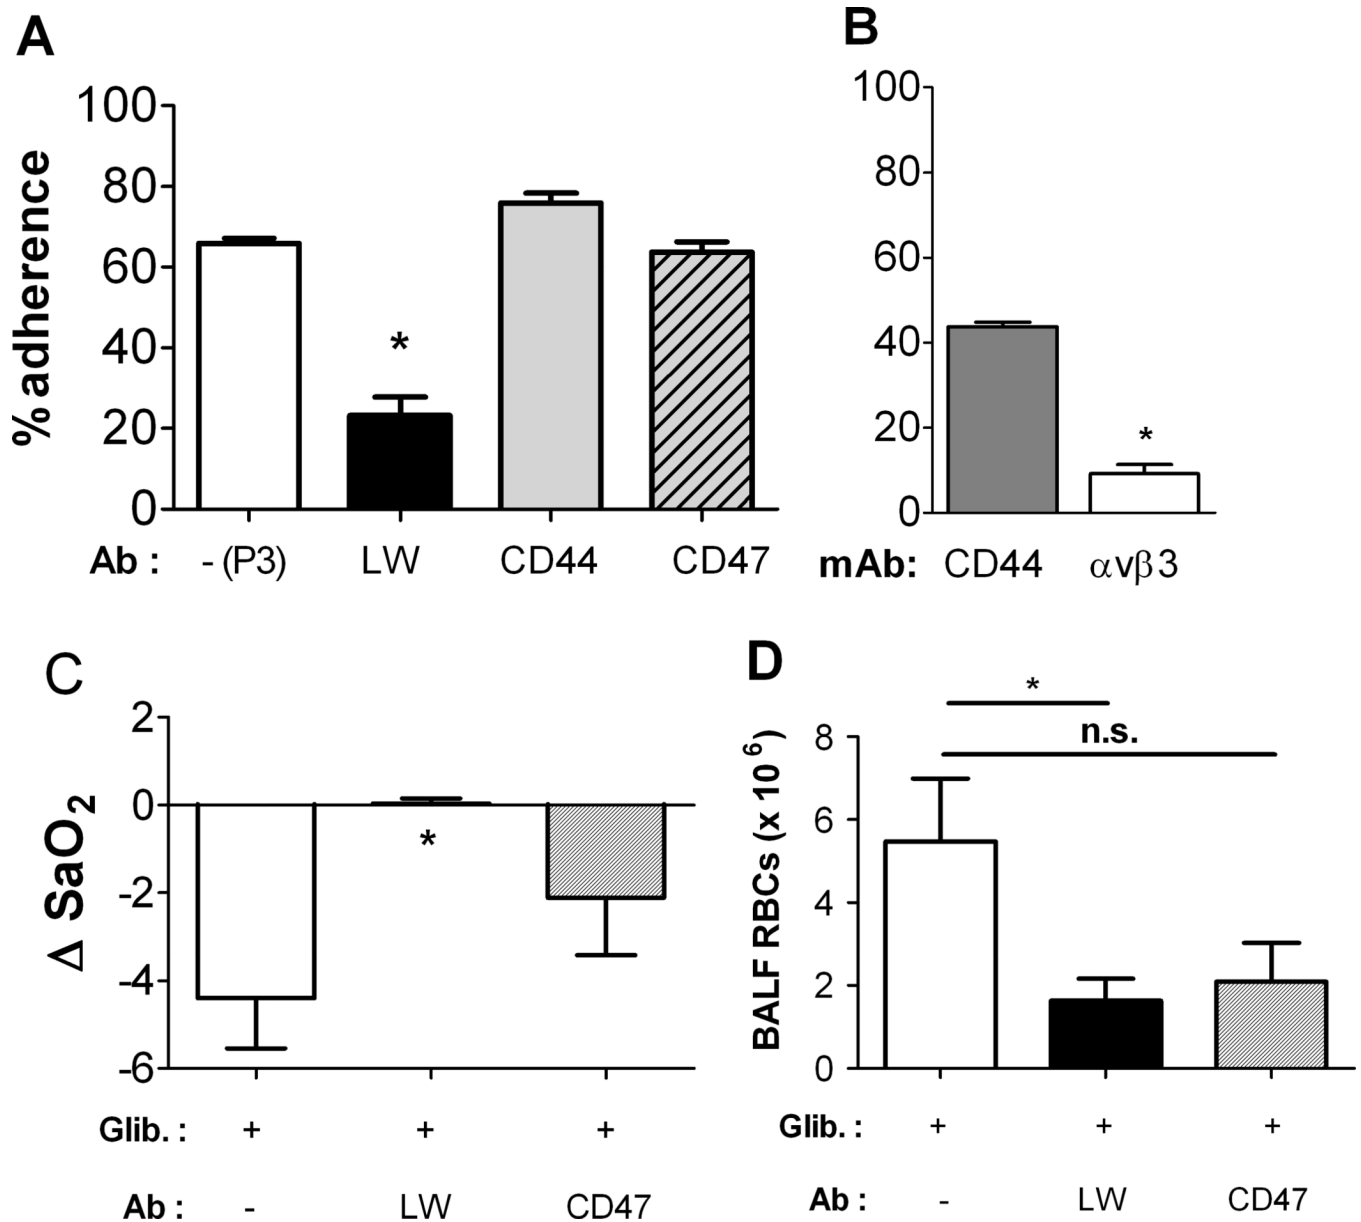 A
% adherence
100
80
60
40
20
0
*
Ab : - (P3) LW CD44 CD47
B
100
80
60
40
20
0
*
mAb: CD44 αvβ3
C
Δ SaO2
2
0
-2
-4
-6
*
Glib. : + + +
Ab : - LW CD47
D
BALF RBCs (x 10^6)
8
6
4
2
0
*
n.s.
Glib. : + + +
Ab : - LW CD47